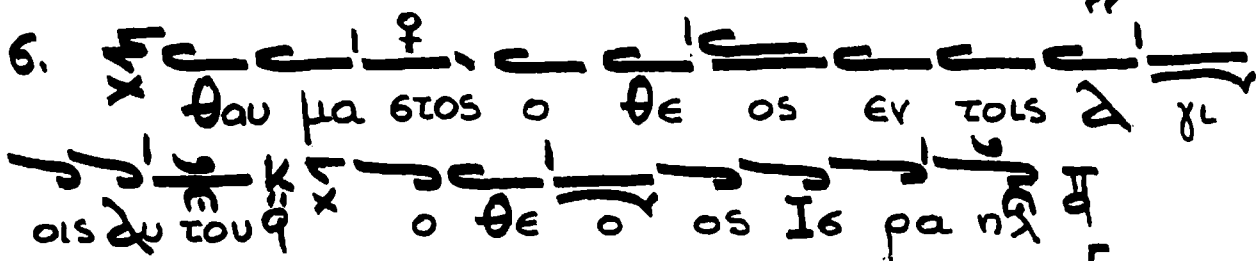 6. θαυ μα στος ο θε ος εν τοις α γι
οις αυ του ο θε ο ος Ισ ρα ηλ